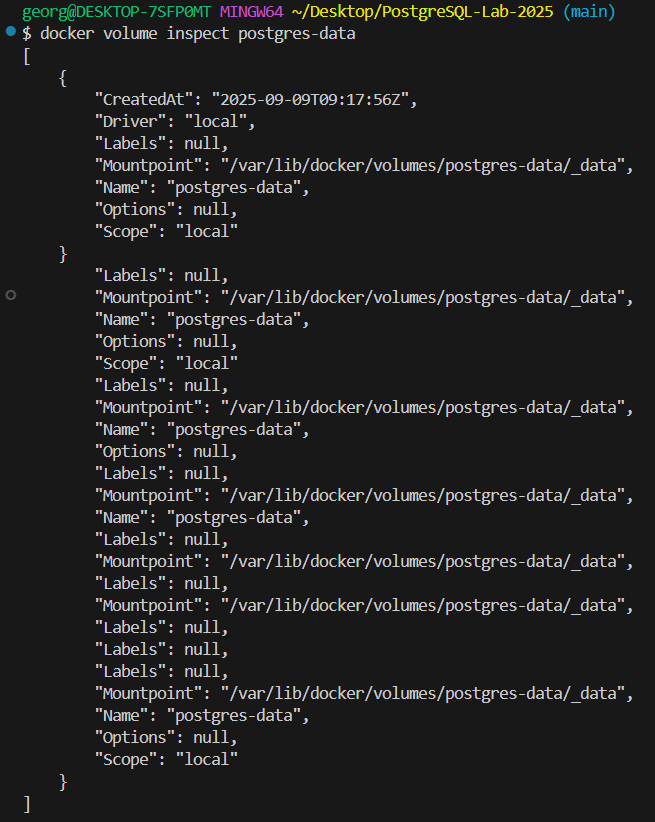 georg@DESKTOP-7SFP0MT MINGW64 ~/Desktop/PostgreSQL-Lab-2025 (main)
$ docker volume inspect postgres-data
[
    {
        "CreatedAt": "2025-09-09T09:17:56Z",
        "Driver": "local",
        "Labels": null,
        "Mountpoint": "/var/lib/docker/volumes/postgres-data/_data",
        "Name": "postgres-data",
        "Options": null,
        "Scope": "local"
    }
        "Labels": null,
        "Mountpoint": "/var/lib/docker/volumes/postgres-data/_data",
        "Name": "postgres-data",
        "Options": null,
        "Scope": "local"
        "Labels": null,
        "Mountpoint": "/var/lib/docker/volumes/postgres-data/_data",
        "Name": "postgres-data",
        "Options": null,
        "Labels": null,
        "Mountpoint": "/var/lib/docker/volumes/postgres-data/_data",
        "Name": "postgres-data",
        "Labels": null,
        "Mountpoint": "/var/lib/docker/volumes/postgres-data/_data",
        "Labels": null,
        "Mountpoint": "/var/lib/docker/volumes/postgres-data/_data",
        "Labels": null,
        "Labels": null,
        "Labels": null,
        "Mountpoint": "/var/lib/docker/volumes/postgres-data/_data",
        "Name": "postgres-data",
        "Options": null,
        "Scope": "local"
    }
]